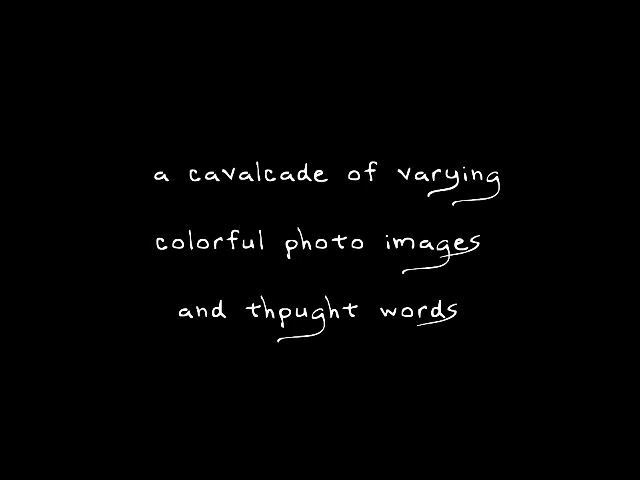 a cavalcade of varying
colorful photo images
and thpught words